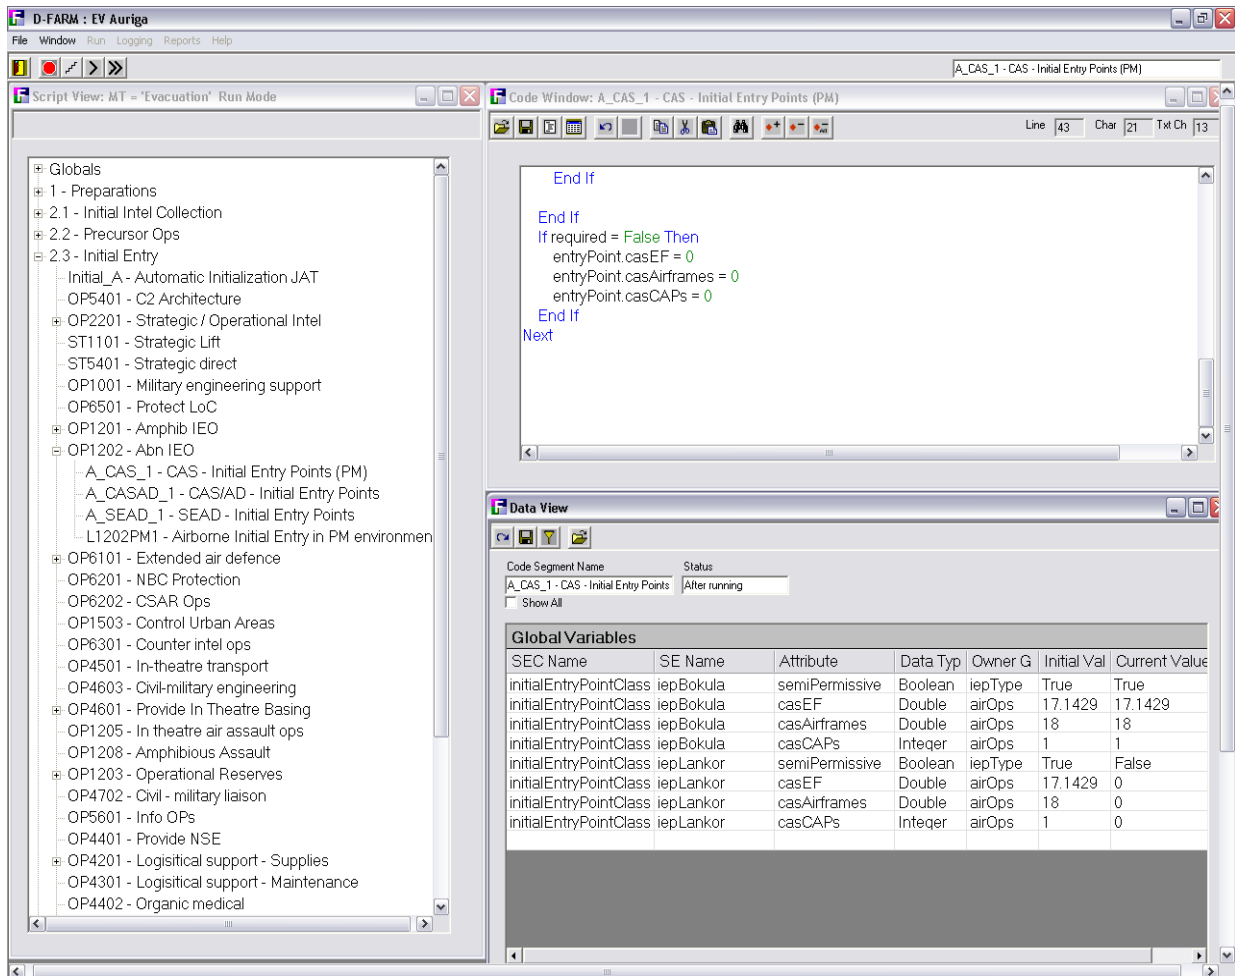 D-FARM : EV Auriga
File Window Run Logging Reports Help
A_CAS_1 - CAS - Initial Entry Points (PM)
Script View: MT = 'Evacuation' Run Mode
Globals
1 - Preparations
2.1 - Initial Intel Collection
2.2 - Precursor Ops
2.3 - Initial Entry
Initial_A - Automatic Initialization JAT
OP5401 - C2 Architecture
OP2201 - Strategic / Operational Intel
ST1101 - Strategic Lift
ST5401 - Strategic direct
OP1001 - Military engineering support
OP6501 - Protect LoC
OP1201 - Amphib IEO
OP1202 - Abn IEO
A_CAS_1 - CAS - Initial Entry Points (PM)
A_CASAD_1 - CAS/AD - Initial Entry Points
A_SEAD_1 - SEAD - Initial Entry Points
L1202PM1 - Airborne Initial Entry in PM environmen
OP6101 - Extended air defence
OP6201 - NBC Protection
OP6202 - CSAR Ops
OP1503 - Control Urban Areas
OP6301 - Counter intel ops
OP4501 - In-theatre transport
OP4603 - Civil-military engineering
OP4601 - Provide In Theatre Basing
OP1205 - In theatre air assault ops
OP1208 - Amphibious Assault
OP1203 - Operational Reserves
OP4702 - Civil - military liaison
OP5601 - Info OPs
OP4401 - Provide NSE
OP4201 - Logisitical support - Supplies
OP4301 - Logisitical support - Maintenance
OP4402 - Organic medical
Code Window: A_CAS_1 - CAS - Initial Entry Points (PM)
Line 43 Char 21 Txt Ch 13
End If
End If
If required = False Then
entryPoint.casEF = 0
entryPoint.casAirframes = 0
entryPoint.casCAPs = 0
End If
Next
Data View
Code Segment Name Status
A_CAS_1 - CAS - Initial Entry Points After running
Show All
Global Variables
SEC Name SE Name Attribute Data Typ Owner G Initial Val Current Value
initialEntryPointClass iepBokula semiPermissive Boolean iepType True True
initialEntryPointClass iepBokula casEF Double airOps 17.1429 17.1429
initialEntryPointClass iepBokula casAirframes Double airOps 18 18
initialEntryPointClass iepBokula casCAPs Integer airOps 1 1
initialEntryPointClass iepLankor semiPermissive Boolean iepType True False
initialEntryPointClass iepLankor casEF Double airOps 17.1429 0
initialEntryPointClass iepLankor casAirframes Double airOps 18 0
initialEntryPointClass iepLankor casCAPs Integer airOps 1 0